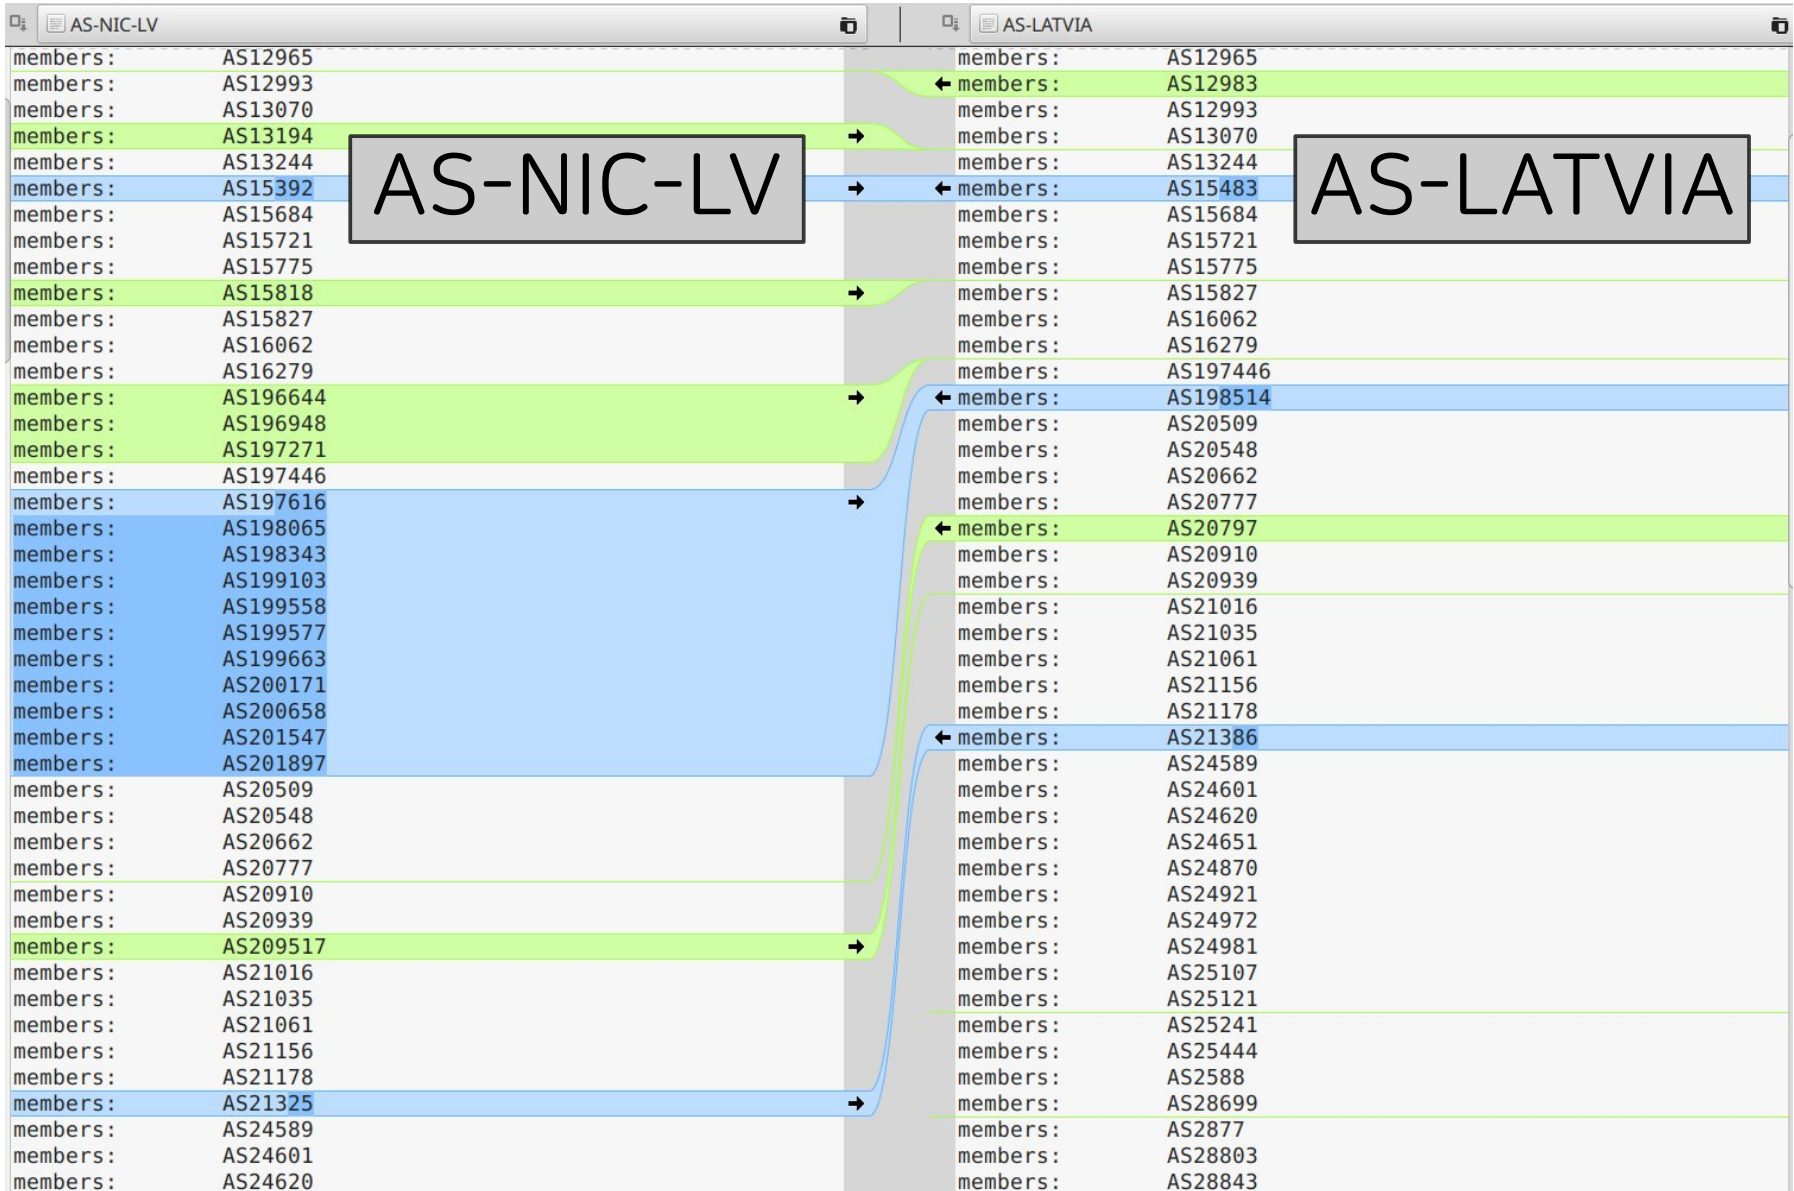 AS-NIC-LV
members: AS12965
members: AS12993
members: AS13070
members: AS13194
members: AS13244
members: AS15392
members: AS15684
members: AS15721
members: AS15775
members: AS15818
members: AS15827
members: AS16062
members: AS16279
members: AS196644
members: AS196948
members: AS197271
members: AS197446
members: AS197616
members: AS198065
members: AS198343
members: AS199103
members: AS199558
members: AS199577
members: AS199663
members: AS200171
members: AS200658
members: AS201547
members: AS201897
members: AS20509
members: AS20548
members: AS20662
members: AS20777
members: AS20910
members: AS20939
members: AS209517
members: AS21016
members: AS21035
members: AS21061
members: AS21156
members: AS21178
members: AS21325
members: AS24589
members: AS24601
members: AS24620
AS-NIC-LV
AS-LATVIA
members: AS12965
members: AS12983
members: AS12993
members: AS13070
members: AS13244
members: AS15483
members: AS15684
members: AS15721
members: AS15775
members: AS15827
members: AS16062
members: AS16279
members: AS197446
members: AS198514
members: AS20509
members: AS20548
members: AS20662
members: AS20777
members: AS20797
members: AS20910
members: AS20939
members: AS21016
members: AS21035
members: AS21061
members: AS21156
members: AS21178
members: AS21386
members: AS24589
members: AS24601
members: AS24620
members: AS24651
members: AS24870
members: AS24921
members: AS24972
members: AS24981
members: AS25107
members: AS25121
members: AS25241
members: AS25444
members: AS2588
members: AS28699
members: AS2877
members: AS28803
members: AS28843
AS-LATVIA